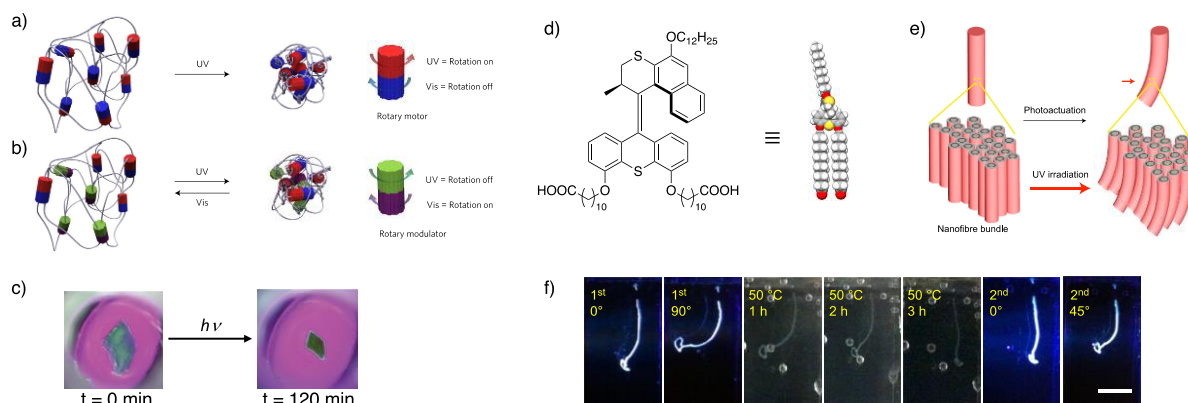 a)
UV
UV = Rotation on
Vis = Rotation off
Rotary motor
b)
UV
Vis
UV = Rotation off
Vis = Rotation on
Rotary modulator
c)
hν
t = 0 min
t = 120 min
d)
OC12H25
S
S
O
O
HOOC
10
10
COOH
≡
e)
Photoactuation
UV irradiation
Nanofibre bundle
f)
1st
0°
1st
90°
50 °C
1 h
50 °C
2 h
50 °C
3 h
2nd
0°
2nd
45°